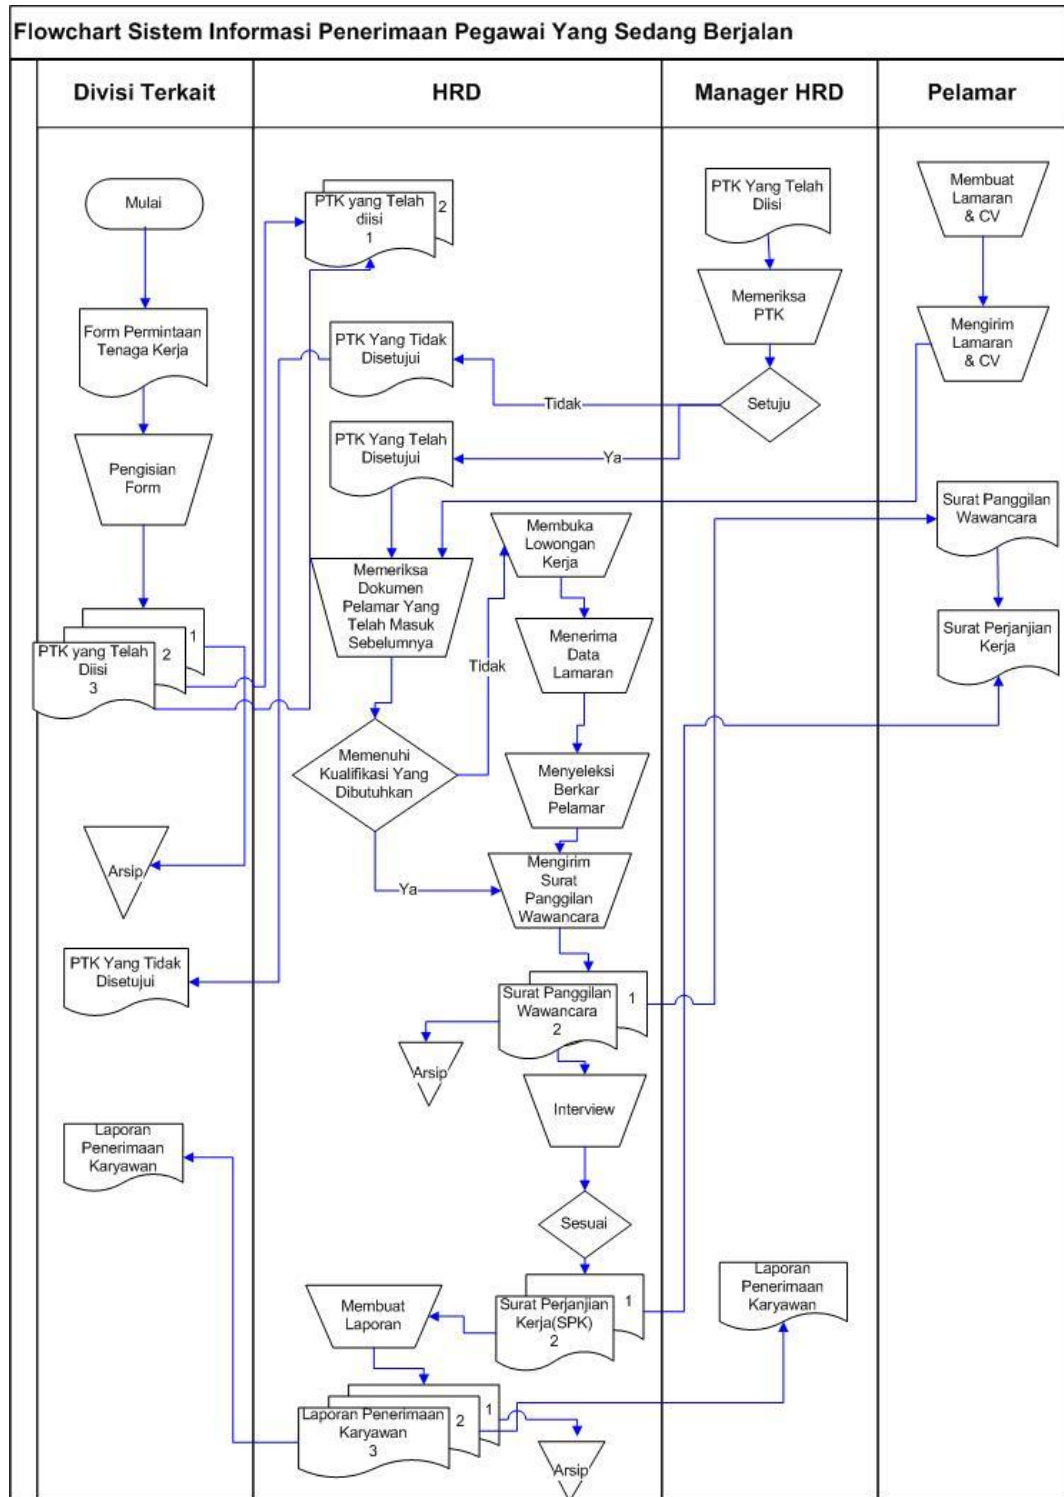 Flowchart Sistem Informasi Penerimaan Pegawai Yang Sedang Berjalan
Divisi Terkait
HRD
Manager HRD
Pelamar
Mulai
Form Permintaan
Tenaga Kerja
Pengisian
Form
1
2
PTK yang Telah
Diisi
3
Arsip
PTK Yang Tidak
Disetujui
Laporan
Penerimaan
Karyawan
PTK yang Telah
diisi
1
2
PTK Yang Tidak
Disetujui
PTK Yang Telah
Disetujui
Memeriksa
Dokumen
Pelamar Yang
Telah Masuk
Sebelumnya
Memenuhi
Kualifikasi Yang
Dibutuhkan
Tidak
Ya
Membuka
Lowongan
Kerja
Menerima
Data
Lamaran
Menyeleksi
Berkar
Pelamar
Mengirim
Surat
Panggilan
Wawancara
Surat Panggilan
Wawancara
2
1
Arsip
Interview
Sesuai
1
Surat Perjanjian
Kerja(SPK)
2
Membuat
Laporan
1
2
Laporan Penerimaan
Karyawan
3
Arsip
PTK Yang Telah
Diisi
Memeriksa
PTK
Setuju
Tidak
Ya
Laporan
Penerimaan
Karyawan
Membuat
Lamaran
& CV
Mengirim
Lamaran
& CV
Surat Panggilan
Wawancara
Surat Perjanjian
Kerja